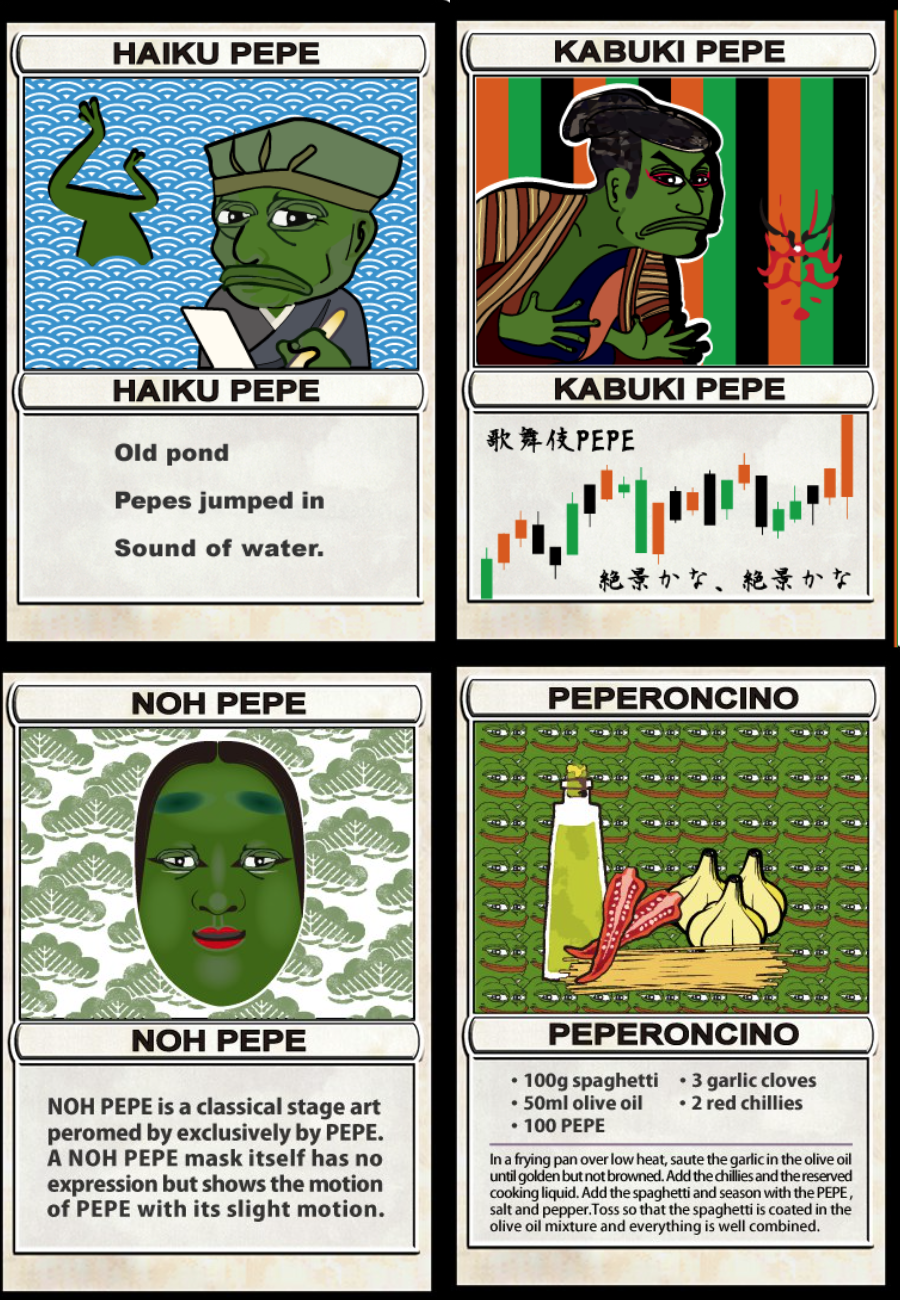 HAIKU PEPE
HAIKU PEPE
Old pond
Pepes jumped in
Sound of water.
KABUKI PEPE
KABUKI PEPE
歌舞伎PEPE
絶景かな、絶景かな
NOH PEPE
NOH PEPE
NOH PEPE is a classical stage art
peromed by exclusively by PEPE.
A NOH PEPE mask itself has no
expression but shows the motion
of PEPE with its slight motion.
PEPERONCINO
PEPERONCINO
• 100g spaghetti • 3 garlic cloves
• 50ml olive oil • 2 red chillies
• 100 PEPE
In a frying pan over low heat, saute the garlic in the olive oil
until golden but not browned. Add the chillies and the reserved
cooking liquid. Add the spaghetti and season with the PEPE ,
salt and pepper.Toss so that the spaghetti is coated in the
olive oil mixture and everything is well combined.